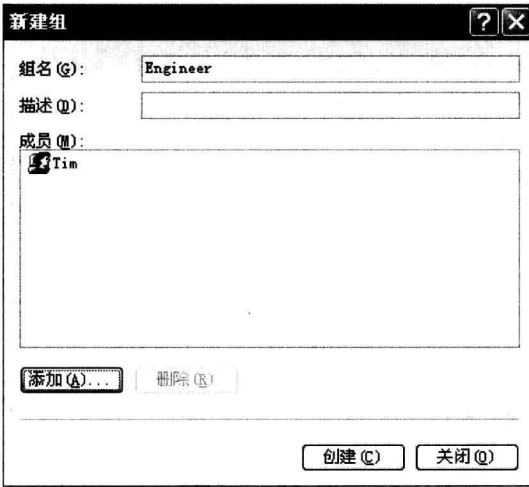 新建组
组名(G): Engineer
描述(D):
成员(M):
Tim
添加(A)... 删除(R)
创建(C) 关闭(O)